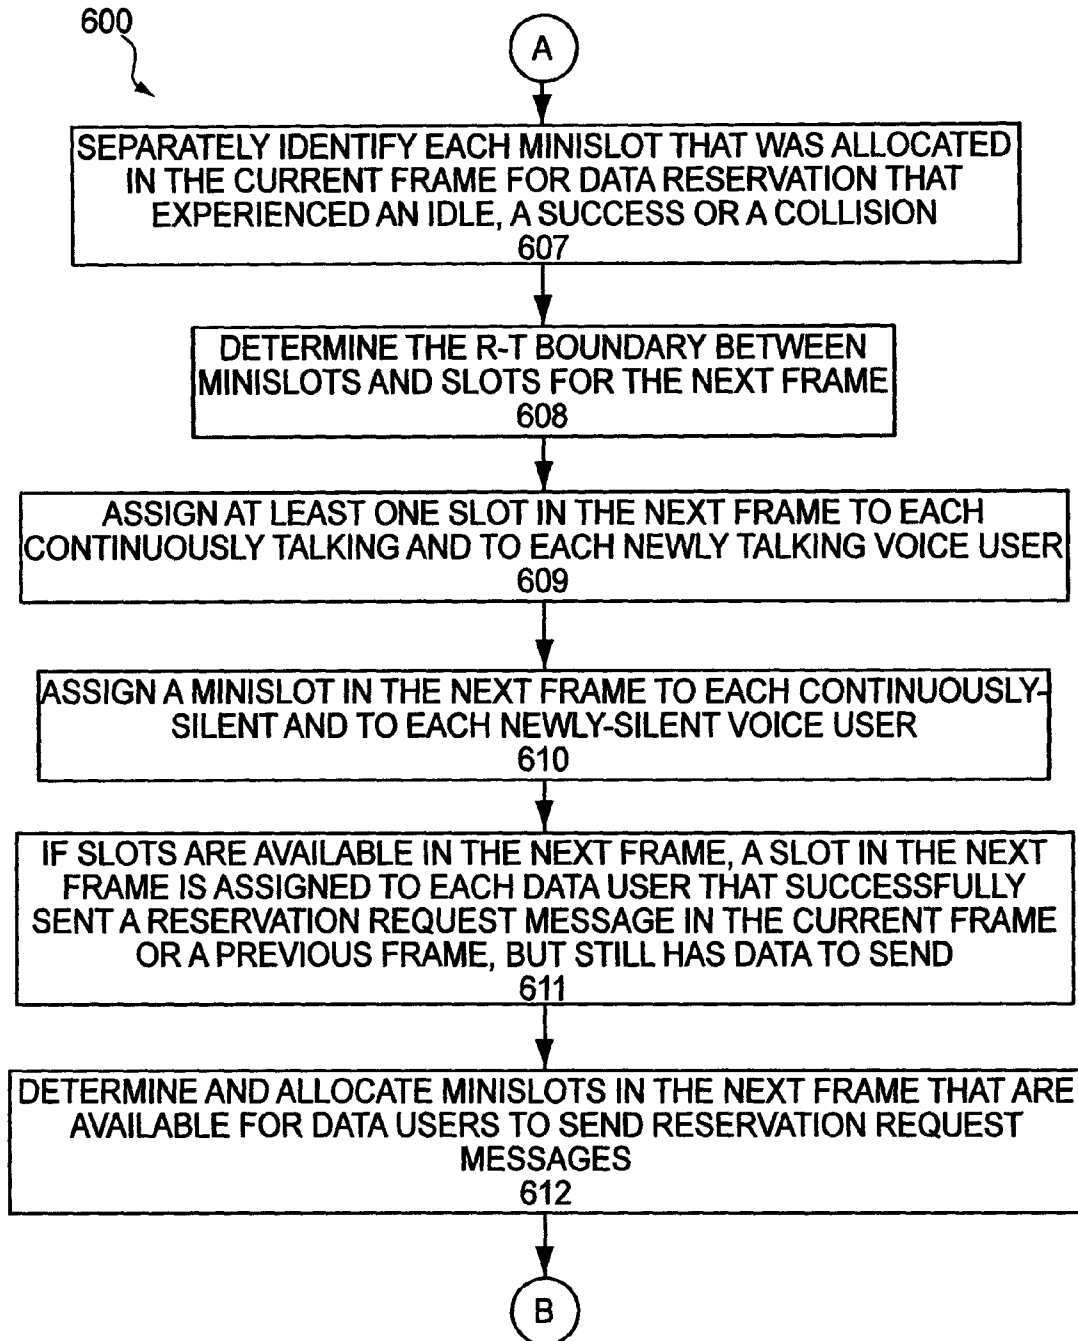 600
A
SEPARATELY IDENTIFY EACH MINISLOT THAT WAS ALLOCATED
IN THE CURRENT FRAME FOR DATA RESERVATION THAT
EXPERIENCED AN IDLE, A SUCCESS OR A COLLISION
607
DETERMINE THE R-T BOUNDARY BETWEEN
MINISLOTS AND SLOTS FOR THE NEXT FRAME
608
ASSIGN AT LEAST ONE SLOT IN THE NEXT FRAME TO EACH
CONTINUOUSLY TALKING AND TO EACH NEWLY TALKING VOICE USER
609
ASSIGN A MINISLOT IN THE NEXT FRAME TO EACH CONTINUOUSLY-
SILENT AND TO EACH NEWLY-SILENT VOICE USER
610
IF SLOTS ARE AVAILABLE IN THE NEXT FRAME, A SLOT IN THE NEXT
FRAME IS ASSIGNED TO EACH DATA USER THAT SUCCESSFULLY
SENT A RESERVATION REQUEST MESSAGE IN THE CURRENT FRAME
OR A PREVIOUS FRAME, BUT STILL HAS DATA TO SEND
611
DETERMINE AND ALLOCATE MINISLOTS IN THE NEXT FRAME THAT ARE
AVAILABLE FOR DATA USERS TO SEND RESERVATION REQUEST
MESSAGES
612
B